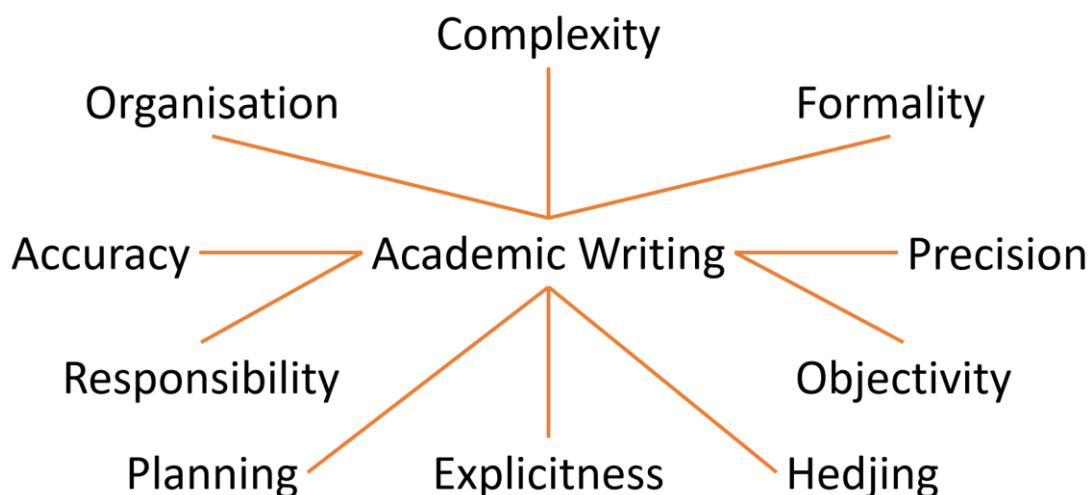 Complexity
Organisation
Formality
Accuracy
Academic Writing
Precision
Responsibility
Objectivity
Planning
Explicitness
Hedjing